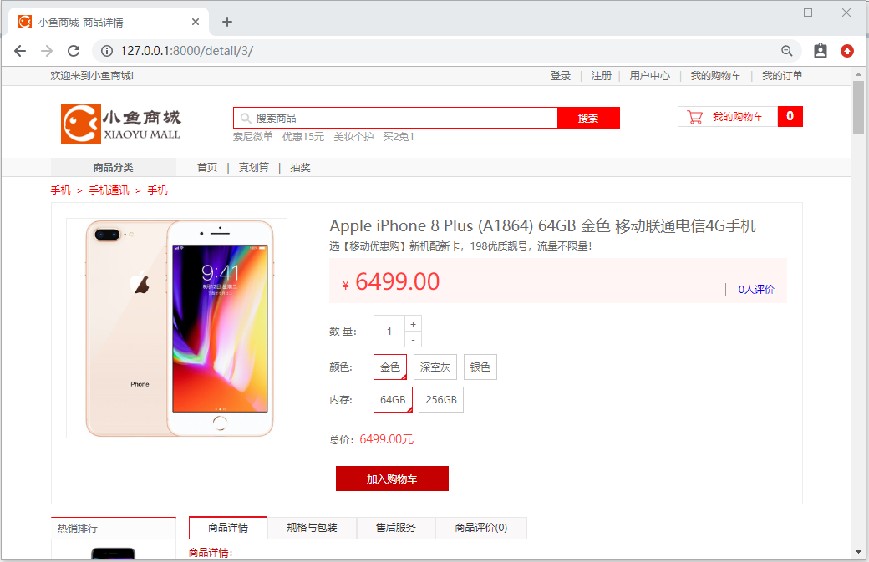 小鱼商城-商品详情
127.0.0.1:8000/detail/3/
欢迎来到小鱼商城!
登录 | 注册 | 用户中心 | 我的购物车 | 我的订单
小鱼商城
XIAOYU MALL
搜索商品
搜索
我的购物车 0
索尼微单 优惠15元 美妆个护 买2免1
商品分类
首页 | 真划算 | 抽奖
手机 > 手机通讯 > 手机
Apple iPhone 8 Plus (A1864) 64GB 金色 移动联通电信4G手机
选【移动优惠购】新机配新卡，198优质靓号，流量不限量！
¥ 6499.00
0人评价
9:41
iPhone
数 量: 1 + -
颜色: 金色 深空灰 银色
内存: 64GB 256GB
总价: 6499.00元
加入购物车
热销排行
商品详情 规格与包装 售后服务 商品评价(0)
商品详情: